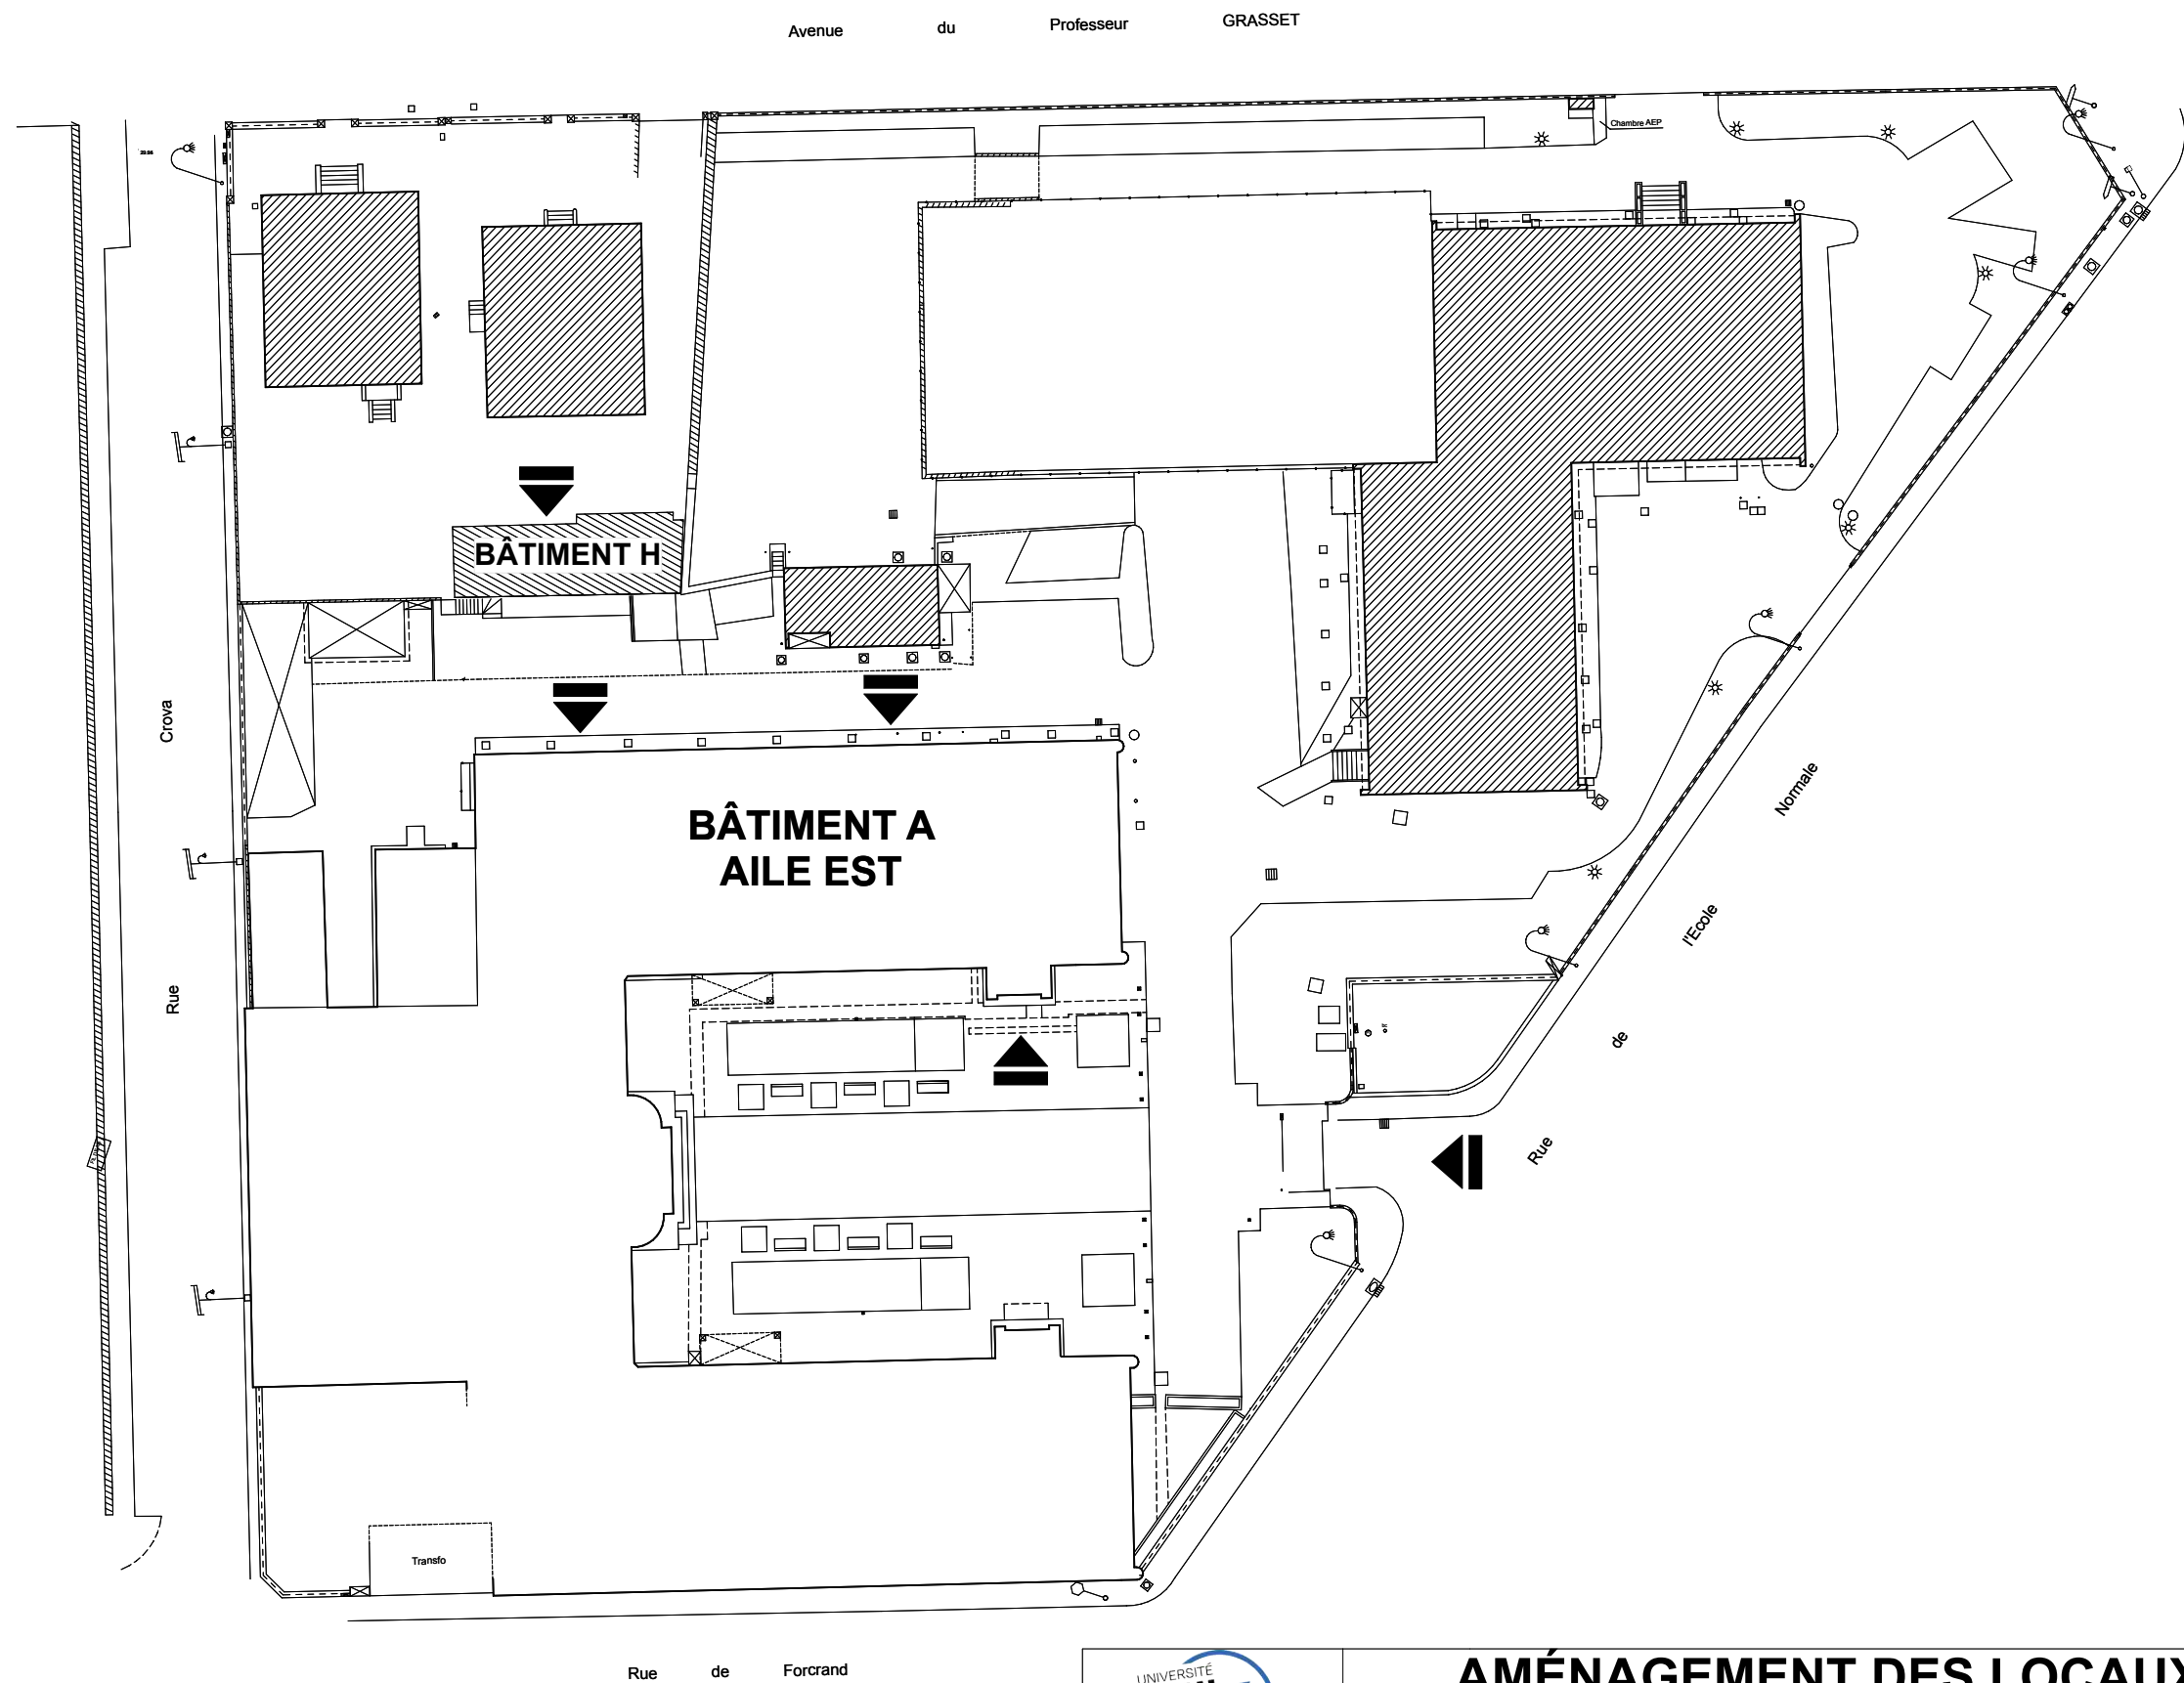 Avenue du Professeur GRASSET
Chambre AEP
BÂTIMENT H
Crova
Rue
BÂTIMENT A
AILE EST
Normale
l'Ecole
de
Rue
Transfo
Rue de Forcrand
UNIVERSITÉ
AMÉNAGEMENT DES LOCAUX